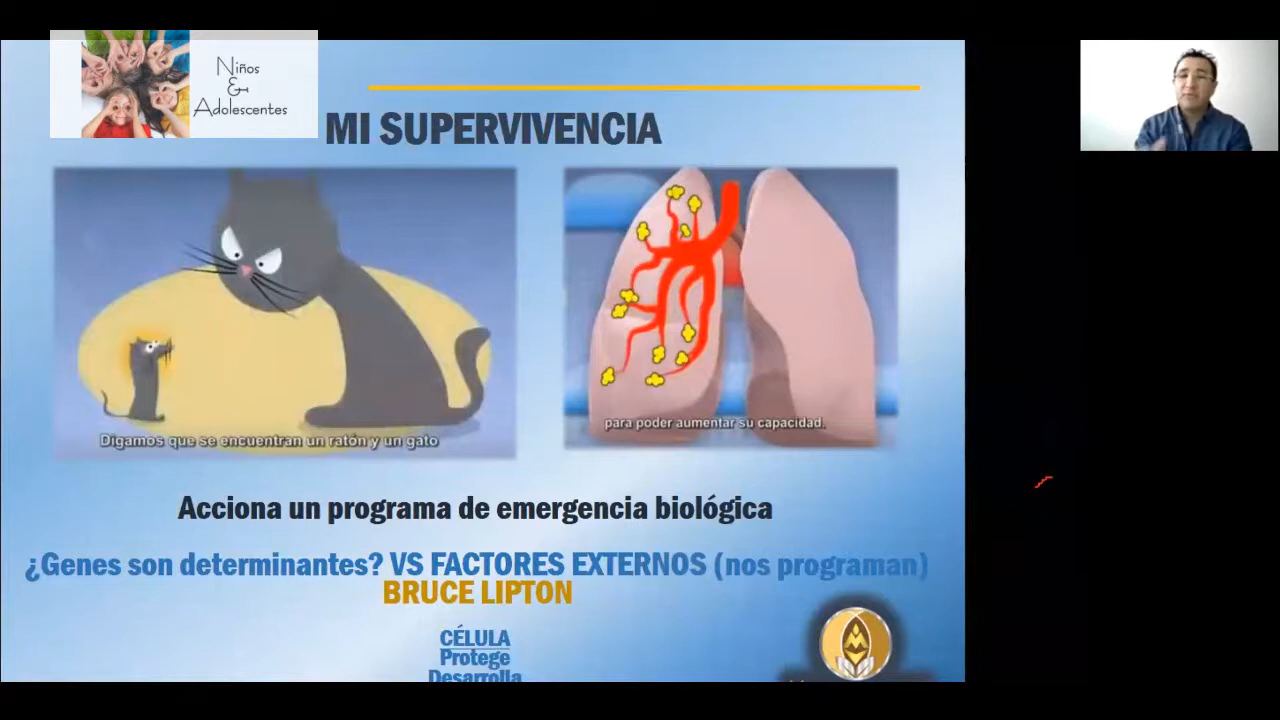 Niños
&
Adolescentes
MI SUPERVIVENCIA
Digamos que se encuentran un ratón y un gato
para poder aumentar su capacidad.
Acciona un programa de emergencia biológica
¿Genes son determinantes? VS FACTORES EXTERNOS (nos programan)
BRUCE LIPTON
CÉLULA
Protege
Desarrolla